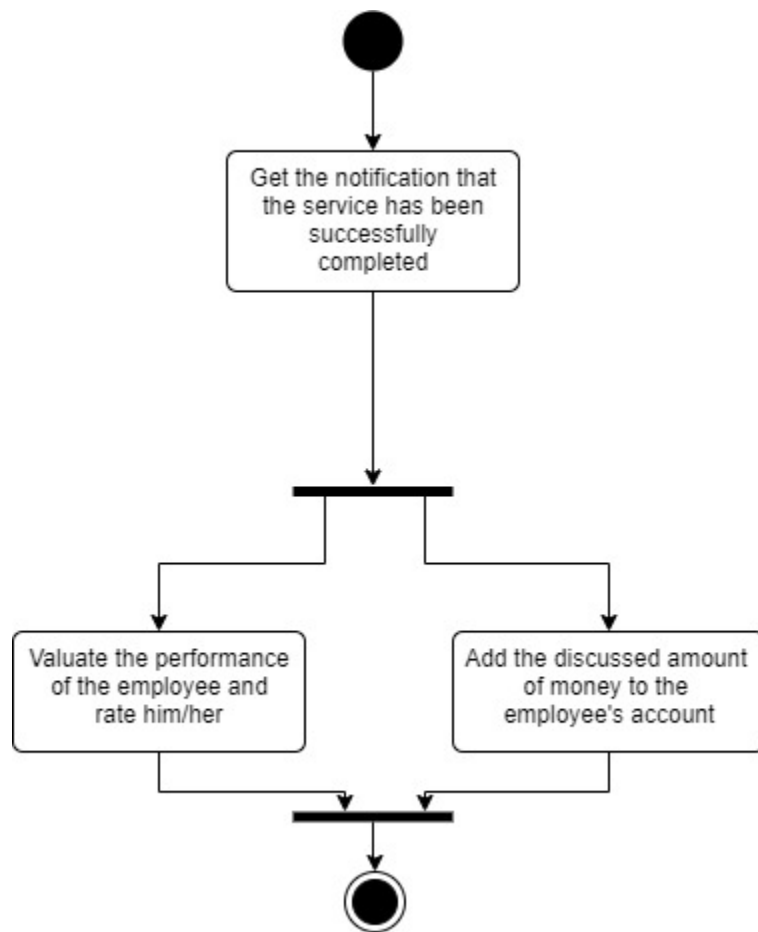 Get the notification that
the service has been
successfully
completed
Valuate the performance
of the employee and
rate him/her
Add the discussed amount
of money to the
employee's account